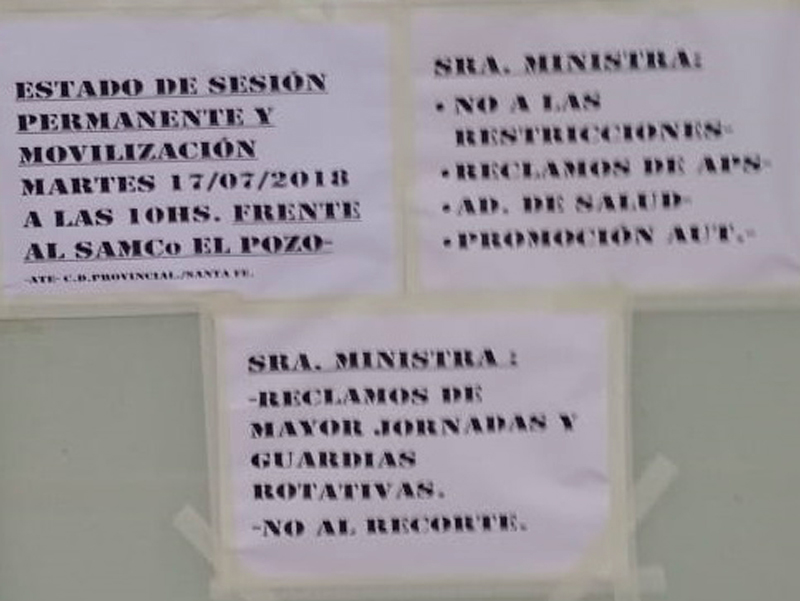 ESTADO DE SESIÓN
PERMANENTE Y
MOVILIZACIÓN
MARTES 17/07/2018
A LAS 10HS. FRENTE
AL SAMCo EL POZO-
-ATE- C.D.PROVINCIAL./SANTA FE.
SRA. MINISTRA:
• NO A LAS
RESTRICCIONES-
•RECLAMOS DE APS-
•AD. DE SALUD-
•PROMOCIÓN AUT.-
SRA. MINISTRA :
-RECLAMOS DE
MAYOR JORNADAS Y
GUARDIAS
ROTATIVAS.
-NO AL RECORTE.